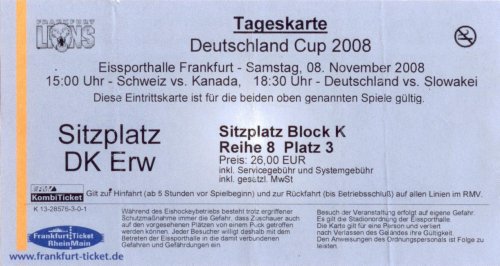 FRANKFURT
LIONS
Tageskarte
Deutschland Cup 2008
Eissporthalle Frankfurt - Samstag, 08. November 2008
15:00 Uhr - Schweiz vs. Kanada, 18:30 Uhr - Deutschland vs. Slowakei
Diese Eintrittskarte ist für die beiden oben genannten Spiele gültig.
Sitzplatz
DK Erw
Sitzplatz Block K
Reihe 8 Platz 3
Preis: 26,00 EUR
inkl. Servicegebühr und Systemgebühr
inkl. gesetzl. MwSt
RMV
KombiTicket
Gilt zur Hinfahrt (ab 5 Stunden vor Spielbeginn) und zur Rückfahrt (bis Betriebsschluß) auf allen Linien im RMV.
K 13-28576-3-0-1
Während des Eishockeybetriebs besteht trotz ergriffener
Schutzmaßnahme immer die Gefahr, dass Zuschauer auch
auf den vorgesehenen Plätzen von einem Puck getroffen
werden können. Jeder Besucher willigt deshalb mit dem
Betreten der Eissporthalle in die damit verbundenen
Gefahren und Gefährdungen ein.
Besuch der Veranstaltung erfolgt auf eigene Gefahr.
Es gilt die Stadionordnung der Eissporthalle.
Die Karte gilt für eine Person und verliert
nach Verlassen des Geländes ihre Gültigkeit
Den Anweisungen des Ordnungspersonals ist Folge zu
leisten.
Frankfurt Ticket
RheinMain
www.frankfurt-ticket.de